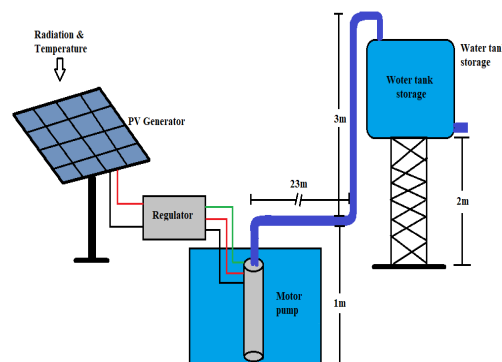 Radiation &
Temperature
PV Generator
Regulator
Motor
pump
23m
3m
1m
Woter tank
storage
Water tan
storage
2m